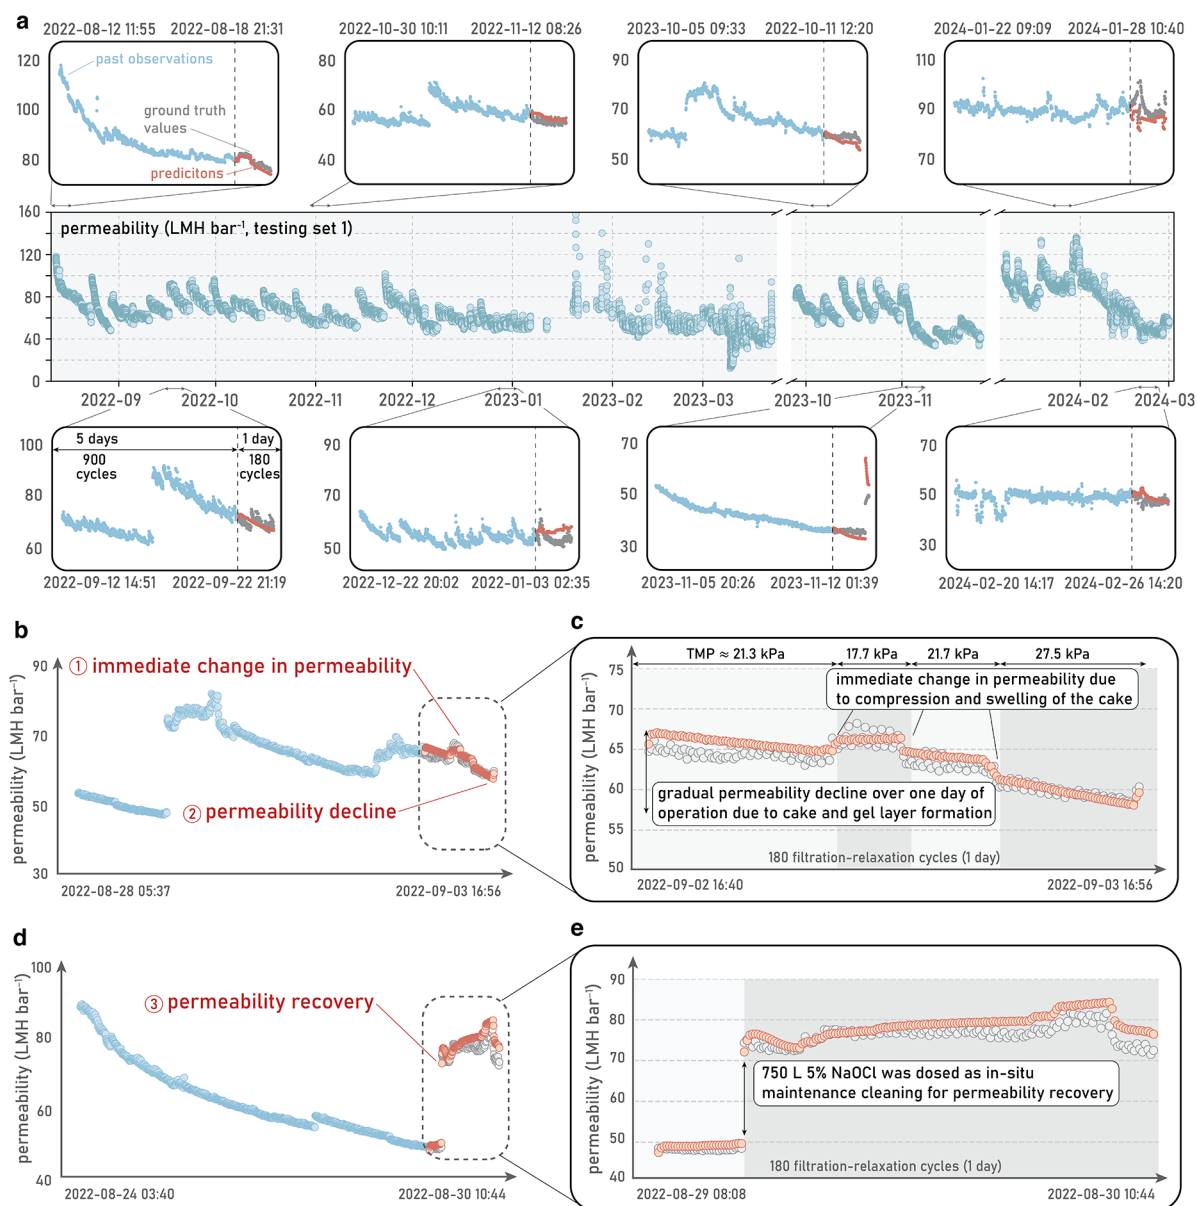 a
2022-08-12 11:55 2022-08-18 21:31
2022-10-30 10:11 2022-11-12 08:26
2023-10-05 09:33 2022-10-11 12:20
2024-01-22 09:09 2024-01-28 10:40
120
100
80
past observations
ground truth
values
predicitons
80
60
40
90
70
50
110
90
70
permeability (LMH bar⁻¹, testing set 1)
160
120
80
60
40
0
2022-09 2022-10 2022-11 2022-12 2023-01 2023-02 2023-03 2023-10 2023-11 2024-02 2024-03
100
80
60
5 days 1 day
900 180
cycles cycles
90
70
50
70
50
30
70
50
30
2022-09-12 14:51 2022-09-22 21:19
2022-12-22 20:02 2022-01-03 02:35
2023-11-05 20:26 2023-11-12 01:39
2024-02-20 14:17 2024-02-26 14:20
b
permeability (LMH bar⁻¹)
90
70
50
30
① immediate change in permeability
② permeability decline
2022-08-28 05:37 2022-09-03 16:56
c
permeability (LMH bar⁻¹)
75
70
65
60
55
50
TMP ≈ 21.3 kPa 17.7 kPa 21.7 kPa 27.5 kPa
immediate change in permeability due
to compression and swelling of the cake
gradual permeability decline over one day of
operation due to cake and gel layer formation
180 filtration-relaxation cycles (1 day)
2022-09-02 16:40 2022-09-03 16:56
d
permeability (LMH bar⁻¹)
100
80
60
40
③ permeability recovery
2022-08-24 03:40 2022-08-30 10:44
e
permeability (LMH bar⁻¹)
90
80
70
60
50
40
750 L 5% NaOCl was dosed as in-situ
maintenance cleaning for permeability recovery
180 filtration-relaxation cycles (1 day)
2022-08-29 08:08 2022-08-30 10:44